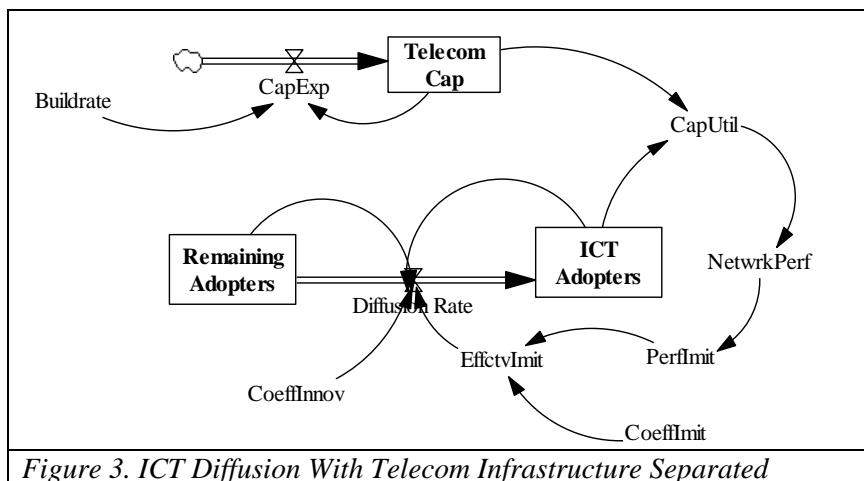 Telecom
Cap
CapExp
Buildrate
CapUtil
Remaining
Adopters
ICT
Adopters
NetwrkPerf
Diffusion Rate
EffctvImit
PerfImit
CoeffInnov
CoeffImit
Figure 3. ICT Diffusion With Telecom Infrastructure Separated